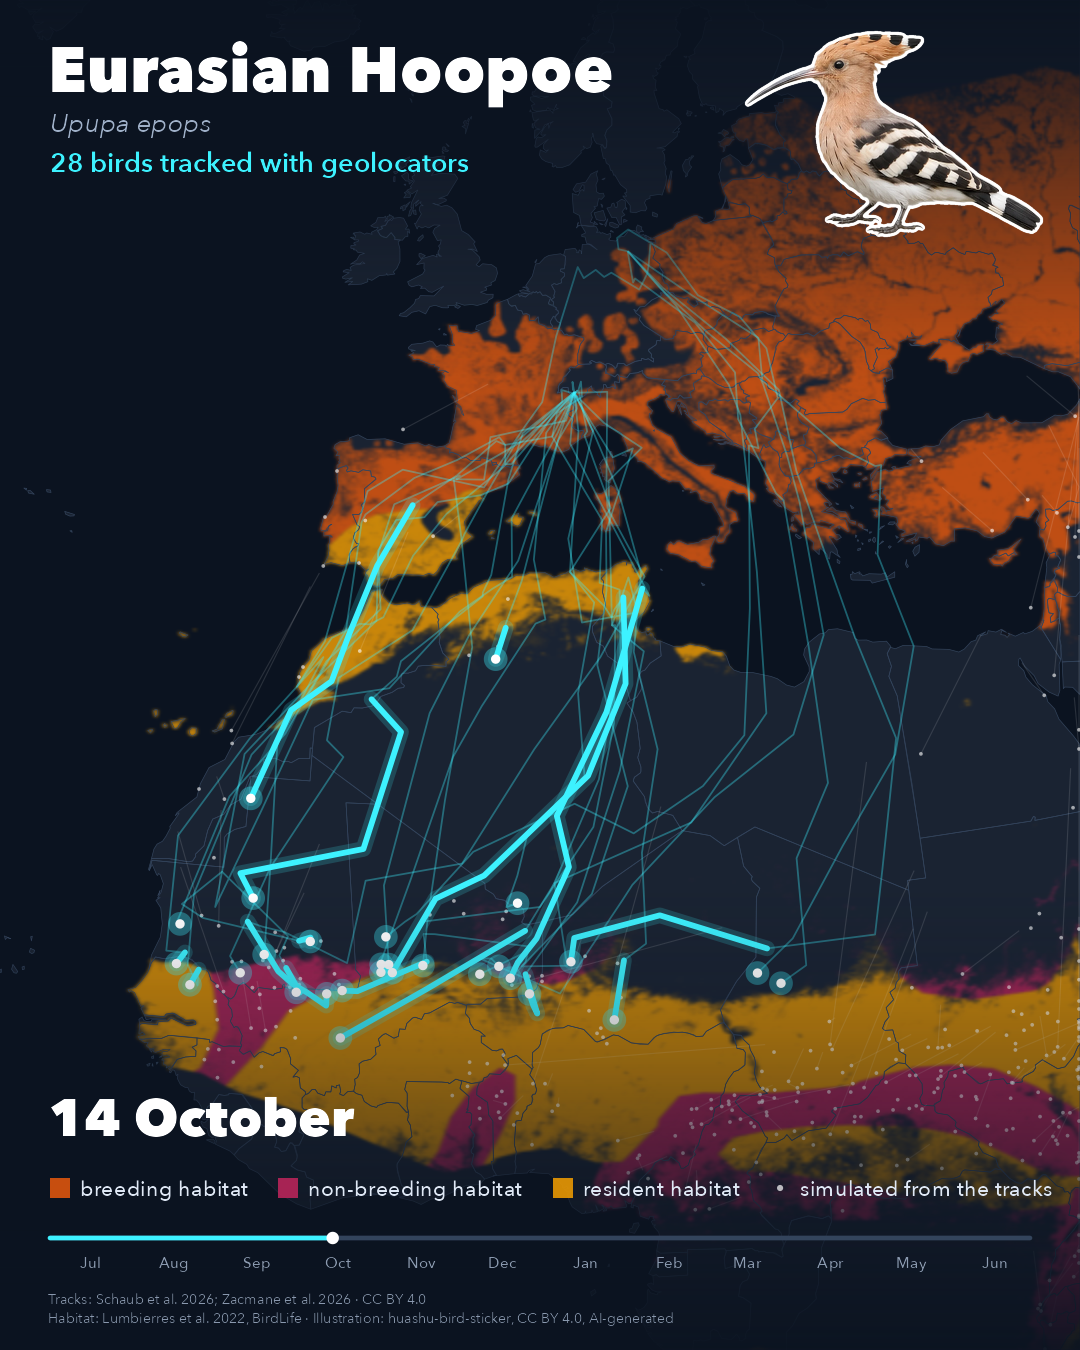 Eurasian Hoopoe
Upupa epops
28 birds tracked with geolocators
14 October
breeding habitat non-breeding habitat resident habitat simulated from the tracks
Jul Aug Sep Oct Nov Dec Jan Feb Mar Apr May Jun
Tracks: Schaub et al. 2026; Zacmane et al. 2026 · CC BY 4.0
Habitat: Lumbierres et al. 2022, BirdLife · Illustration: huashu-bird-sticker, CC BY 4.0, AI-generated